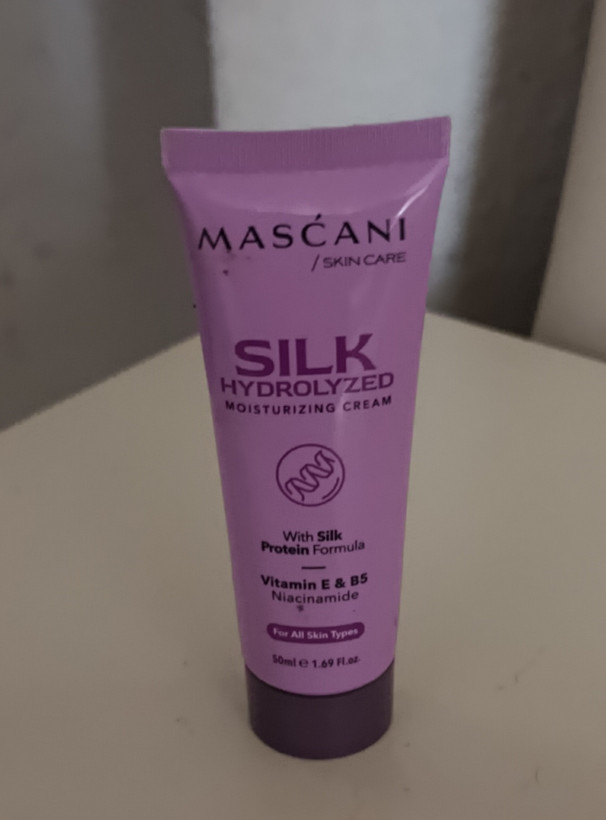 MASĆANI
/ SKIN CARE
SILK
HYDROLYZED
MOISTURIZING CREAM
With Silk
Protein Formula
Vitamin E & B5
Niacinamide
For All Skin Types
50ml ℮ 1.69 Fl.oz.